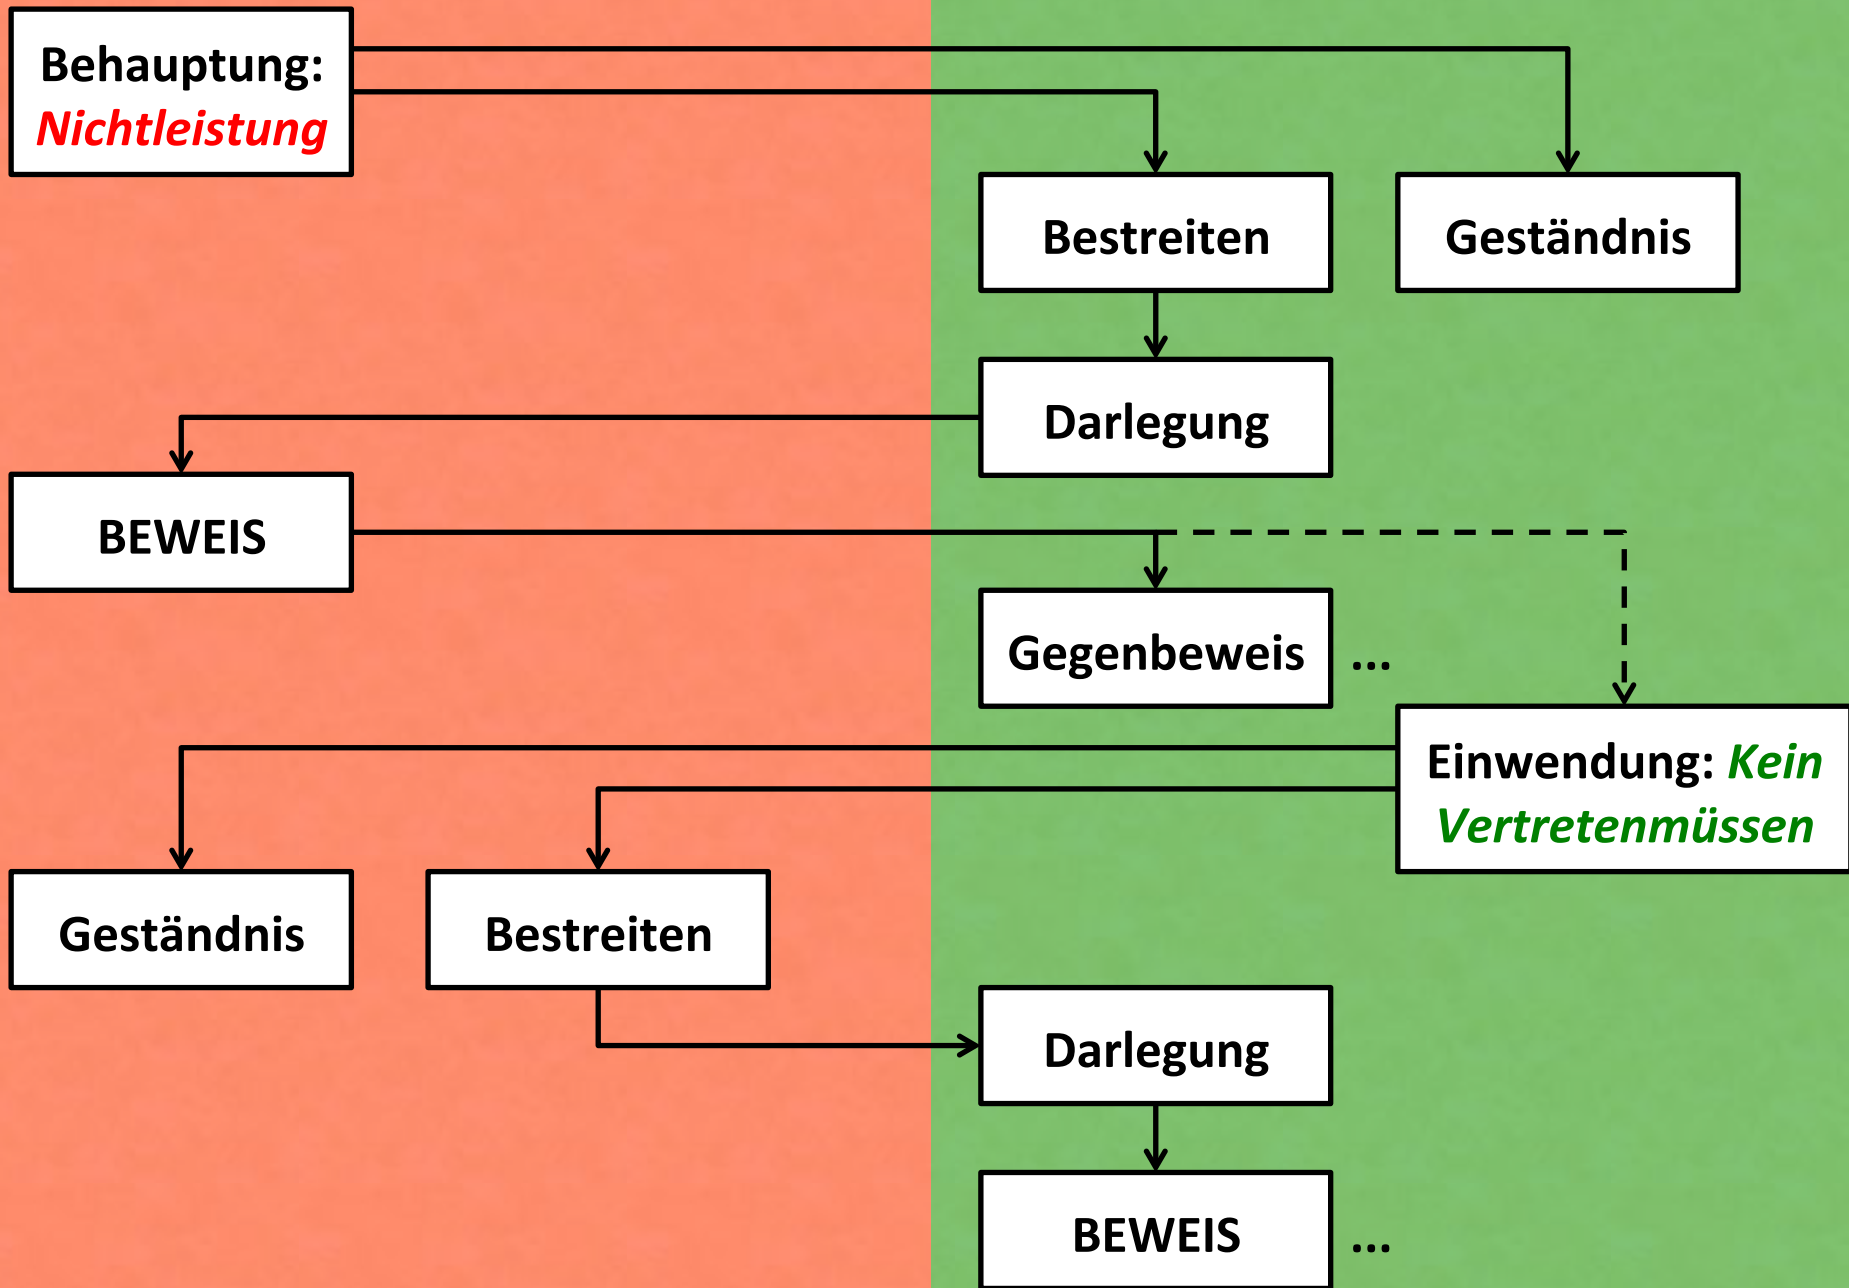 Behauptung:
Nichtleistung
Bestreiten
Geständnis
Darlegung
BEWEIS
Gegenbeweis ...
Einwendung: Kein
Vertretenmüssen
Geständnis
Bestreiten
Darlegung
BEWEIS ...